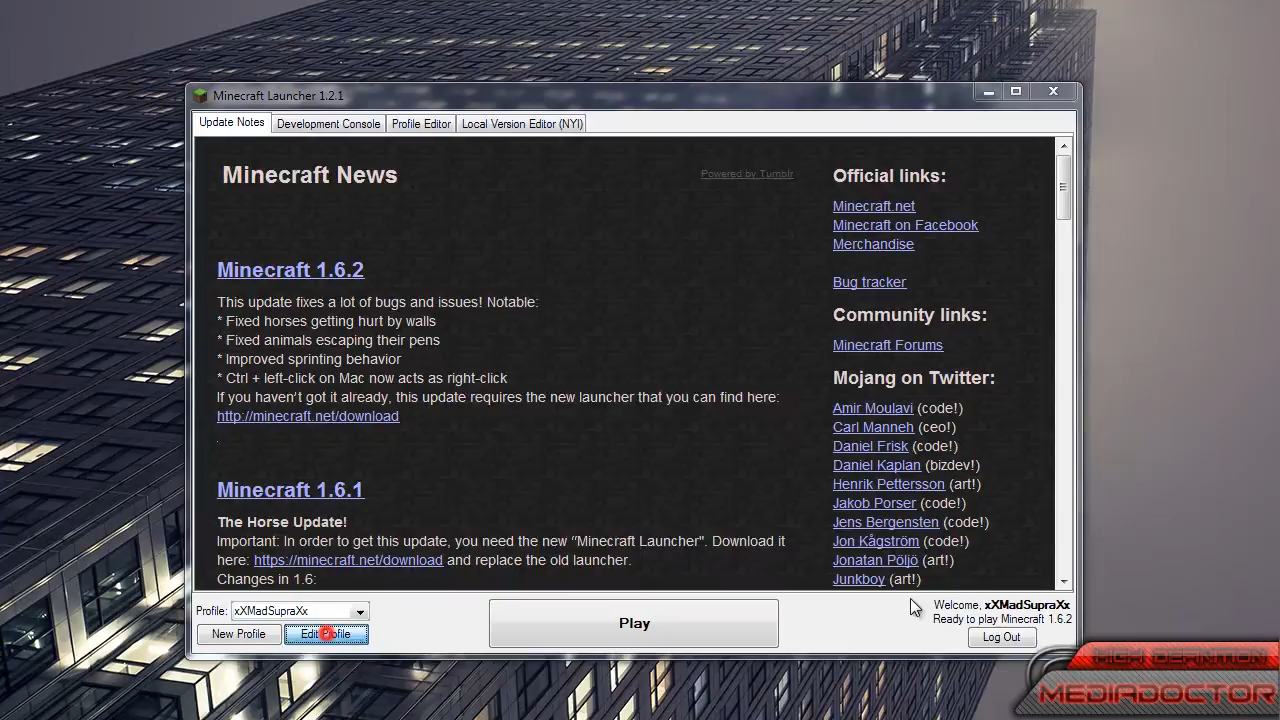 Minecraft Launcher 1.2.1
Update Notes
Development Console
Profile Editor
Local Version Editor (NYI)
Minecraft News
Powered by Tumblr
Minecraft 1.6.2
This update fixes a lot of bugs and issues! Notable:
* Fixed horses getting hurt by walls
* Fixed animals escaping their pens
* Improved sprinting behavior
* Ctrl + left-click on Mac now acts as right-click
If you haven't got it already, this update requires the new launcher that you can find here:
http://minecraft.net/download
.
Minecraft 1.6.1
The Horse Update!
Important: In order to get this update, you need the new "Minecraft Launcher". Download it
here: https://minecraft.net/download and replace the old launcher.
Changes in 1.6:
Official links:
Minecraft.net
Minecraft on Facebook
Merchandise
Bug tracker
Community links:
Minecraft Forums
Mojang on Twitter:
Amir Moulavi (code!)
Carl Manneh (ceo!)
Daniel Frisk (code!)
Daniel Kaplan (bizdev!)
Henrik Pettersson (art!)
Jakob Porser (code!)
Jens Bergensten (code!)
Jon Kågström (code!)
Jonatan Pöljö (art!)
Junkboy (art!)
Profile: xXMadSupraXx
New Profile
Edit Profile
Play
Welcome, xXMadSupraXx
Ready to play Minecraft 1.6.2
Log Out
HIGH DEFINITION
MEDIADOCTOR